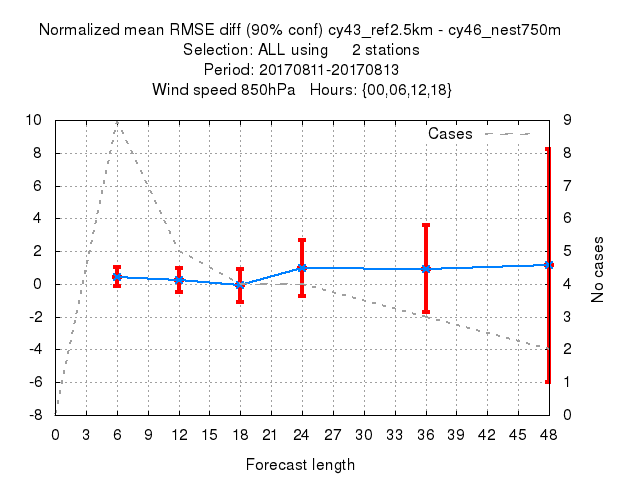 Normalized mean RMSE diff (90% conf) cy43_ref2.5km - cy46_nest750m
Selection: ALL using     2 stations
Period: 20170811-20170813
Wind speed 850hPa   Hours: {00,06,12,18}
Cases
10
8
6
4
2
0
-2
-4
-6
-8
9
8
7
6
5
4
3
2
1
0
No cases
0 3 6 9 12 15 18 21 24 27 30 33 36 39 42 45 48
Forecast length